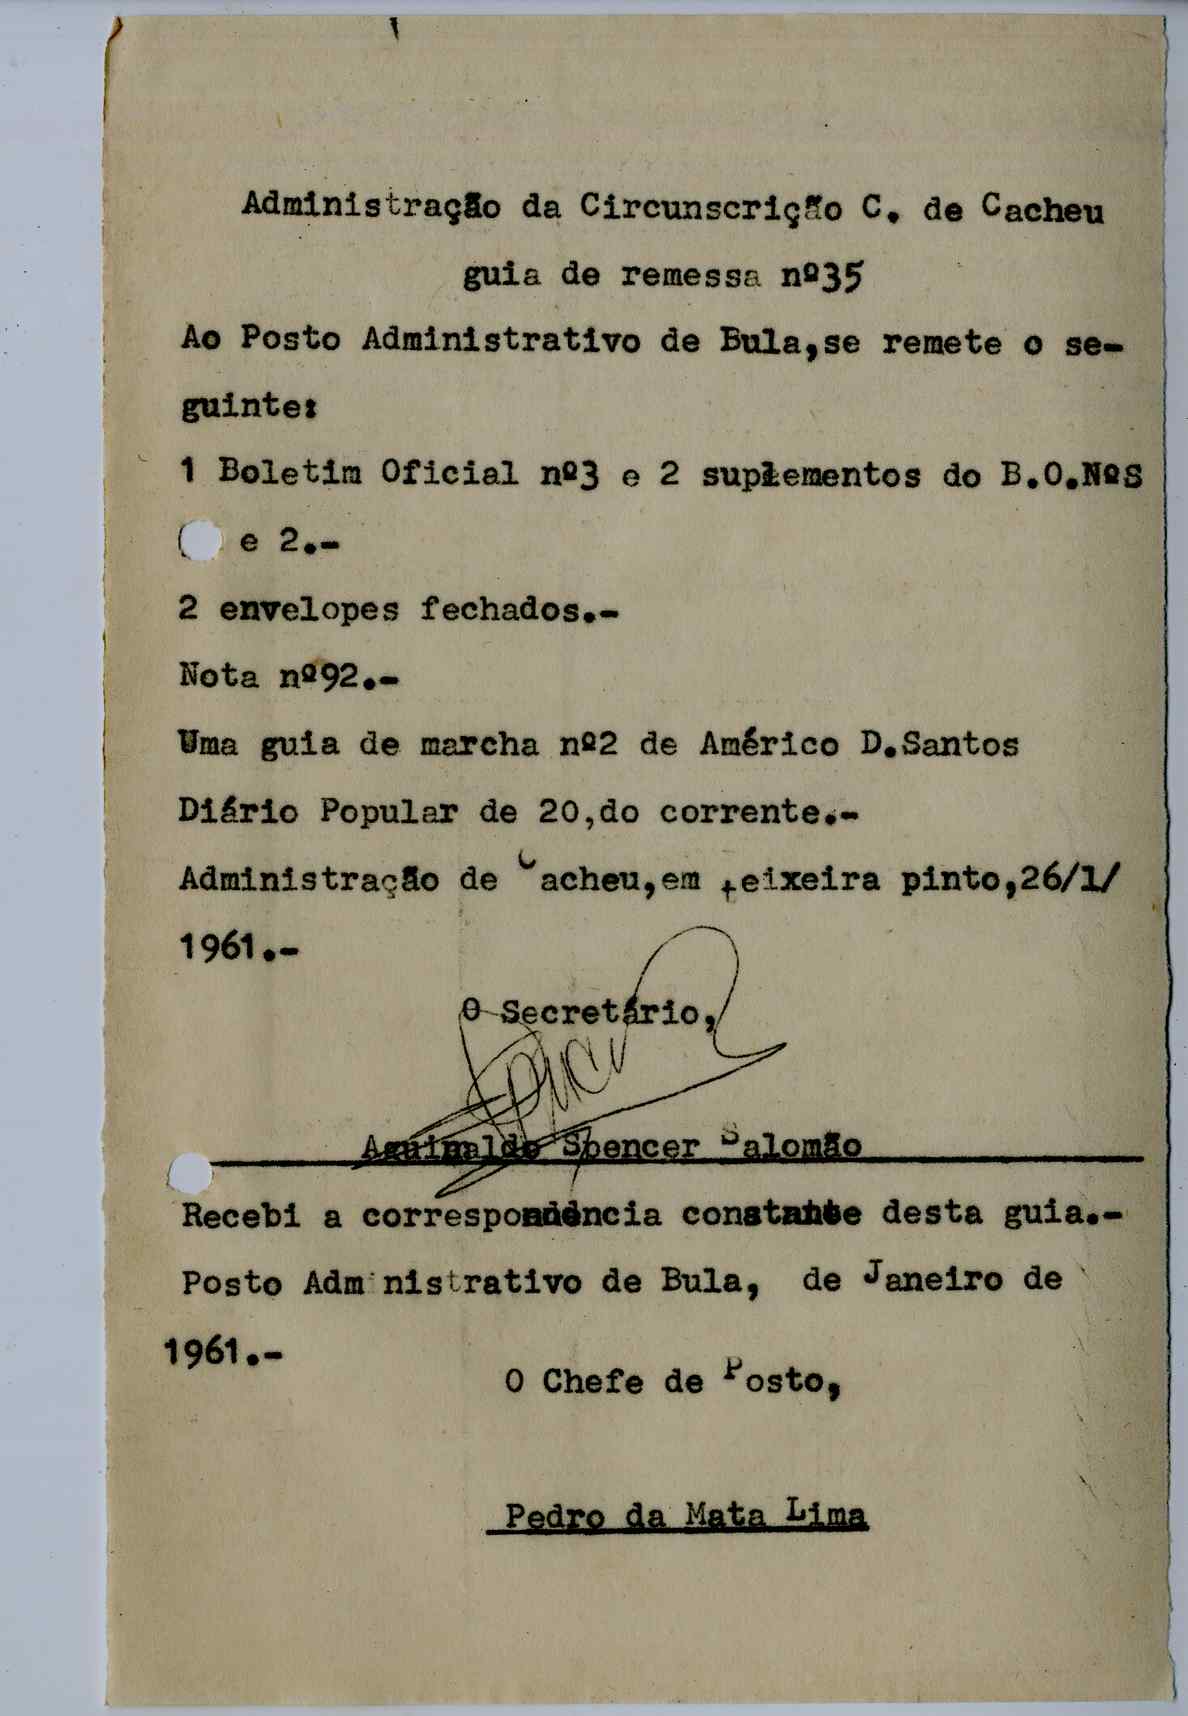 Administração da Circunscrição C. de Cacheu
guia de remessa nº35
Ao Posto Administrativo de Bula,se remete o se-
guinte:
1 Boletim Oficial nº3 e 2 suplementos do B.O.NºS
e 2.-
2 envelopes fechados.-
Nota nº92.-
Uma guia de marcha nº2 de Américo D.Santos
Diário Popular de 20,do corrente.-
Administração de Cacheu,em teixeira pinto,26/1/
1961.-
O Secretário,
Aguinaldo Spencer Salomão
Recebi a correspondência constante desta guia.-
Posto Administrativo de Bula, de Janeiro de
1961.-
O Chefe de Posto,
Pedro da Mata Lima